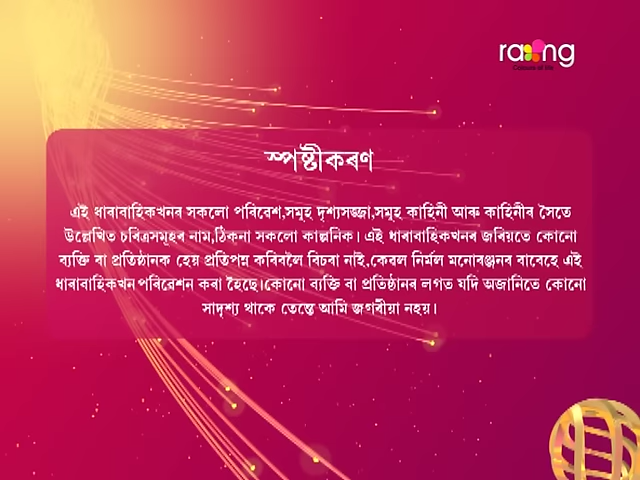 raang
স্পষ্টীকৰণ
এই ধাৰাবাহিকখনৰ সকলো পৰিবেশ,সমূহ দৃশ্যসজ্জা,সমূহ কাহিনী আৰু কাহিনীৰ সৈতে
উল্লেখিত চৰিত্ৰসমূহৰ নাম,ঠিকনা সকলো কাল্পনিক। এই ধাৰাবাহিকখনৰ জৰিয়তে কোনো
ব্যক্তি বা প্ৰতিষ্ঠানক হেয় প্ৰতিপন্ন কৰিবলৈ বিচৰা নাই,কেৱল নিৰ্মল মনোৰঞ্জনৰ বাবেহে এই
ধাৰাবাহিকখন পৰিৱেশন কৰা হৈছে।কোনো ব্যক্তি বা প্ৰতিষ্ঠানৰ লগত যদি অজানিতে কোনো
সাদৃশ্য থাকে তেন্তে আমি জগৰীয়া নহয়।